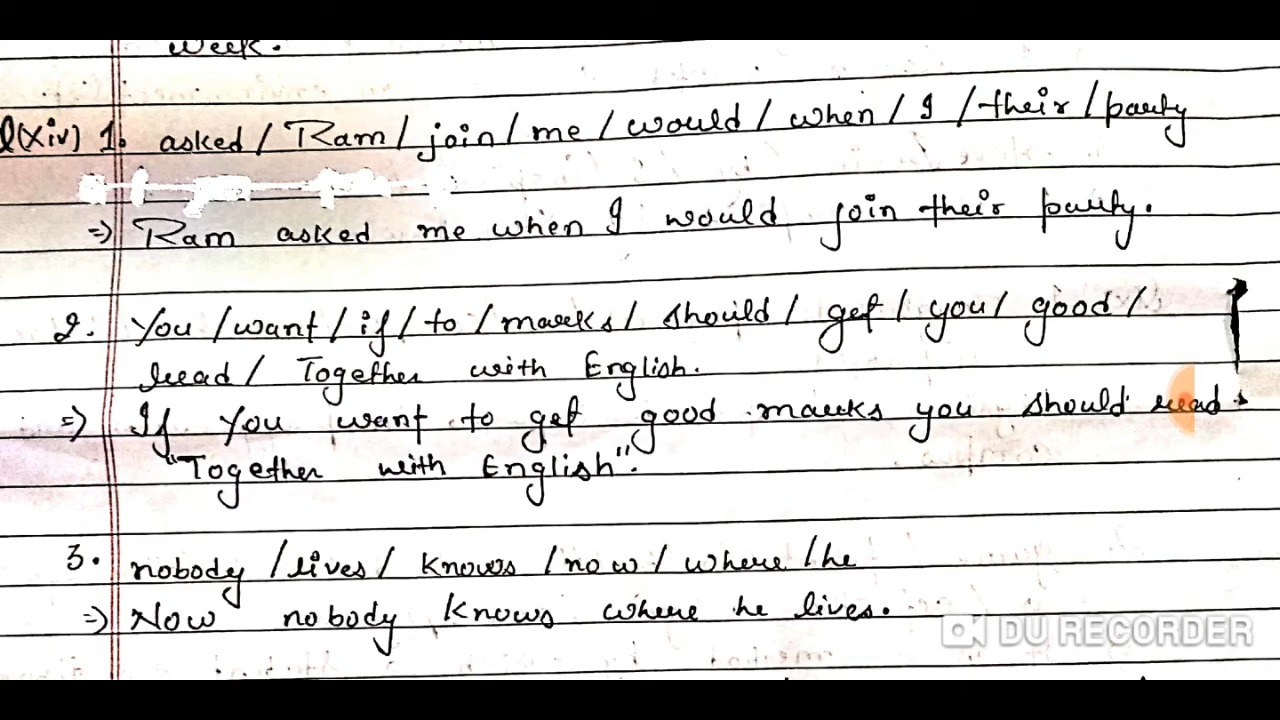 week.
Q(xiv) 1. asked / Ram / join / me / would / when / I / their / party
=> Ram asked me when I would join their party.
2. You / want / if / to / marks / should / get / you / good /
read / Together with English.
=> If you want to get good marks you should read
"Together with English".
3. nobody / lives / knows / now / where / he
=> Now nobody knows where he lives.
DU RECORDER